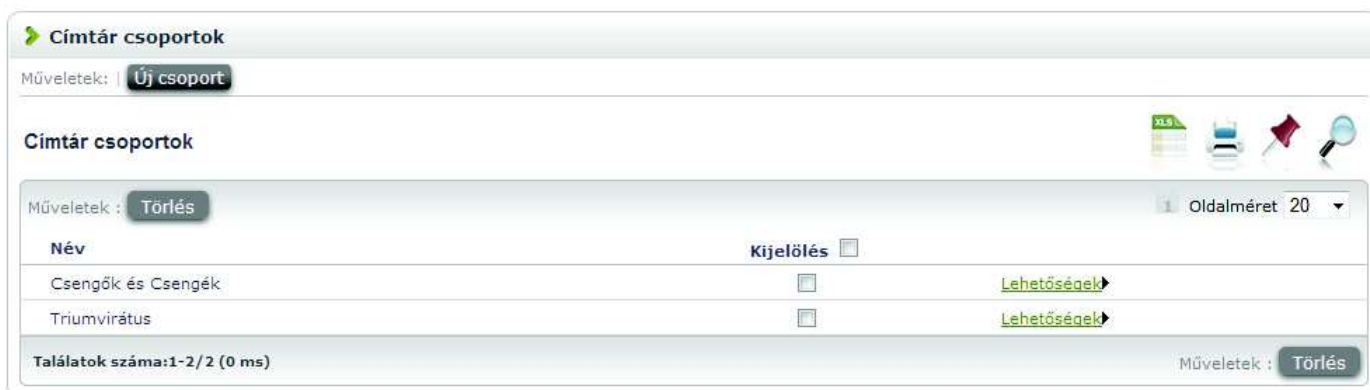 Címtár csoportok
Műveletek: | Új csoport
Címtár csoportok
XLS
Műveletek : Törlés 1 Oldalméret 20
Név Kijelölés
Csengők és Csengék Lehetőségek
Triumvirátus Lehetőségek
Találatok száma:1-2/2 (0 ms) Műveletek : Törlés